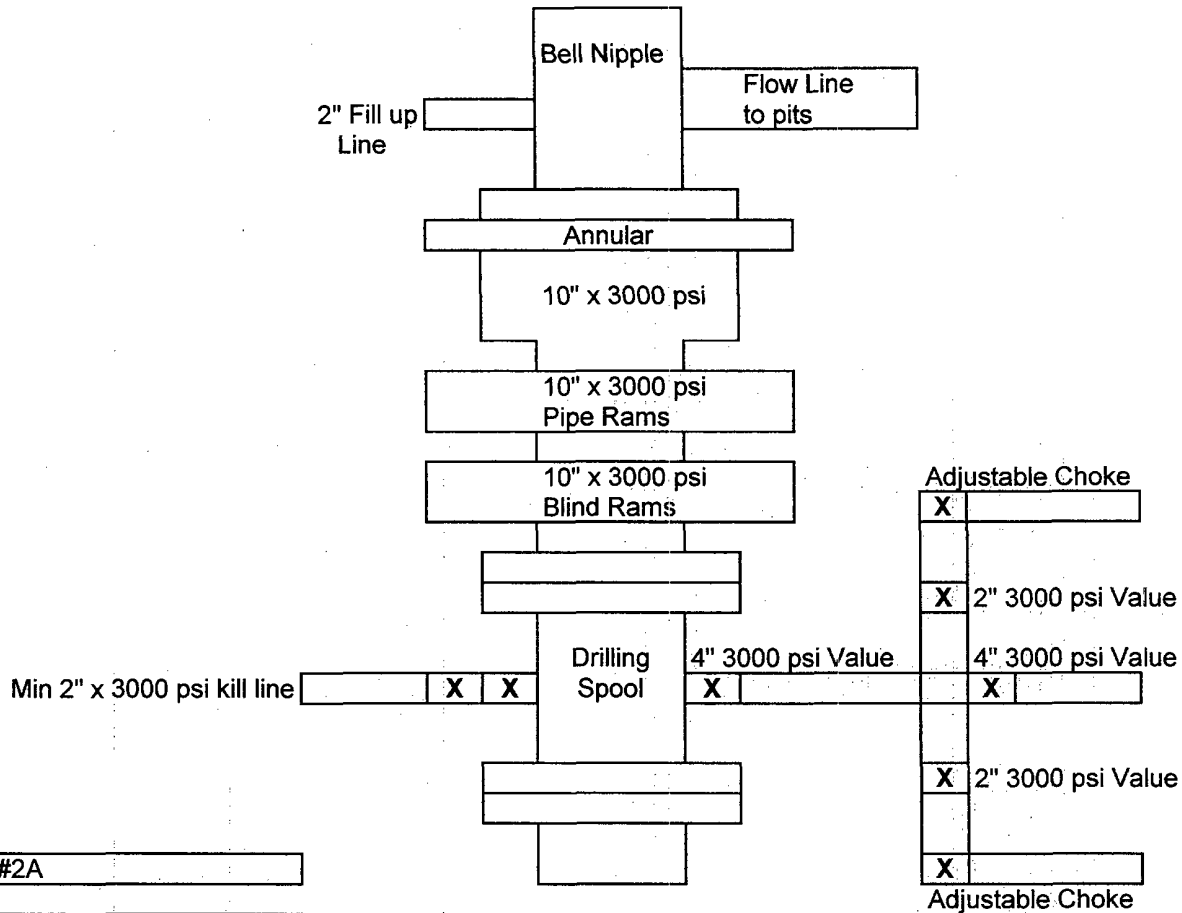 Bell Nipple
Flow Line
to pits
2" Fill up
Line
Annular
10" x 3000 psi
10" x 3000 psi
Pipe Rams
10" x 3000 psi
Blind Rams
Adjustable Choke
X
X 2" 3000 psi Value
Drilling
Spool
4" 3000 psi Value
4" 3000 psi Value
Min 2" x 3000 psi kill line
X X
X
X
X 2" 3000 psi Value
#2A
X
Adjustable Choke